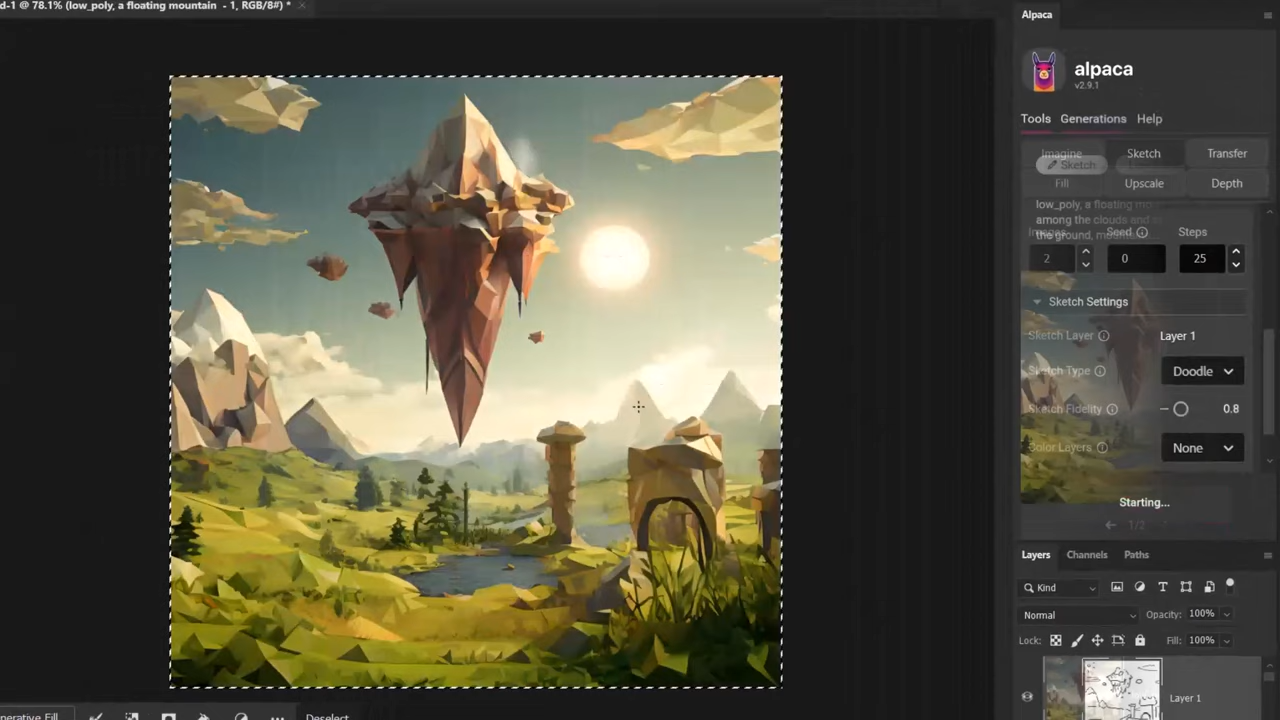 d-1 @ 78.1% (low_poly, a floating mountain - 1, RGB/8#) *
Alpaca
alpaca
v2.9.1
Tools Generations Help
Imagine Sketch Transfer
Sketch
Fill Upscale Depth
low_poly, a floating mo
among the clouds and
the ground,
Images Seed Steps
2 0 25
Sketch Settings
Sketch Layer Layer 1
Sketch Type Doodle
Sketch Fidelity 0.8
Color Layers None
Starting...
1/2
Layers Channels Paths
Kind
Normal Opacity: 100%
Lock: Fill: 100%
Layer 1
nerative Fill Deselect